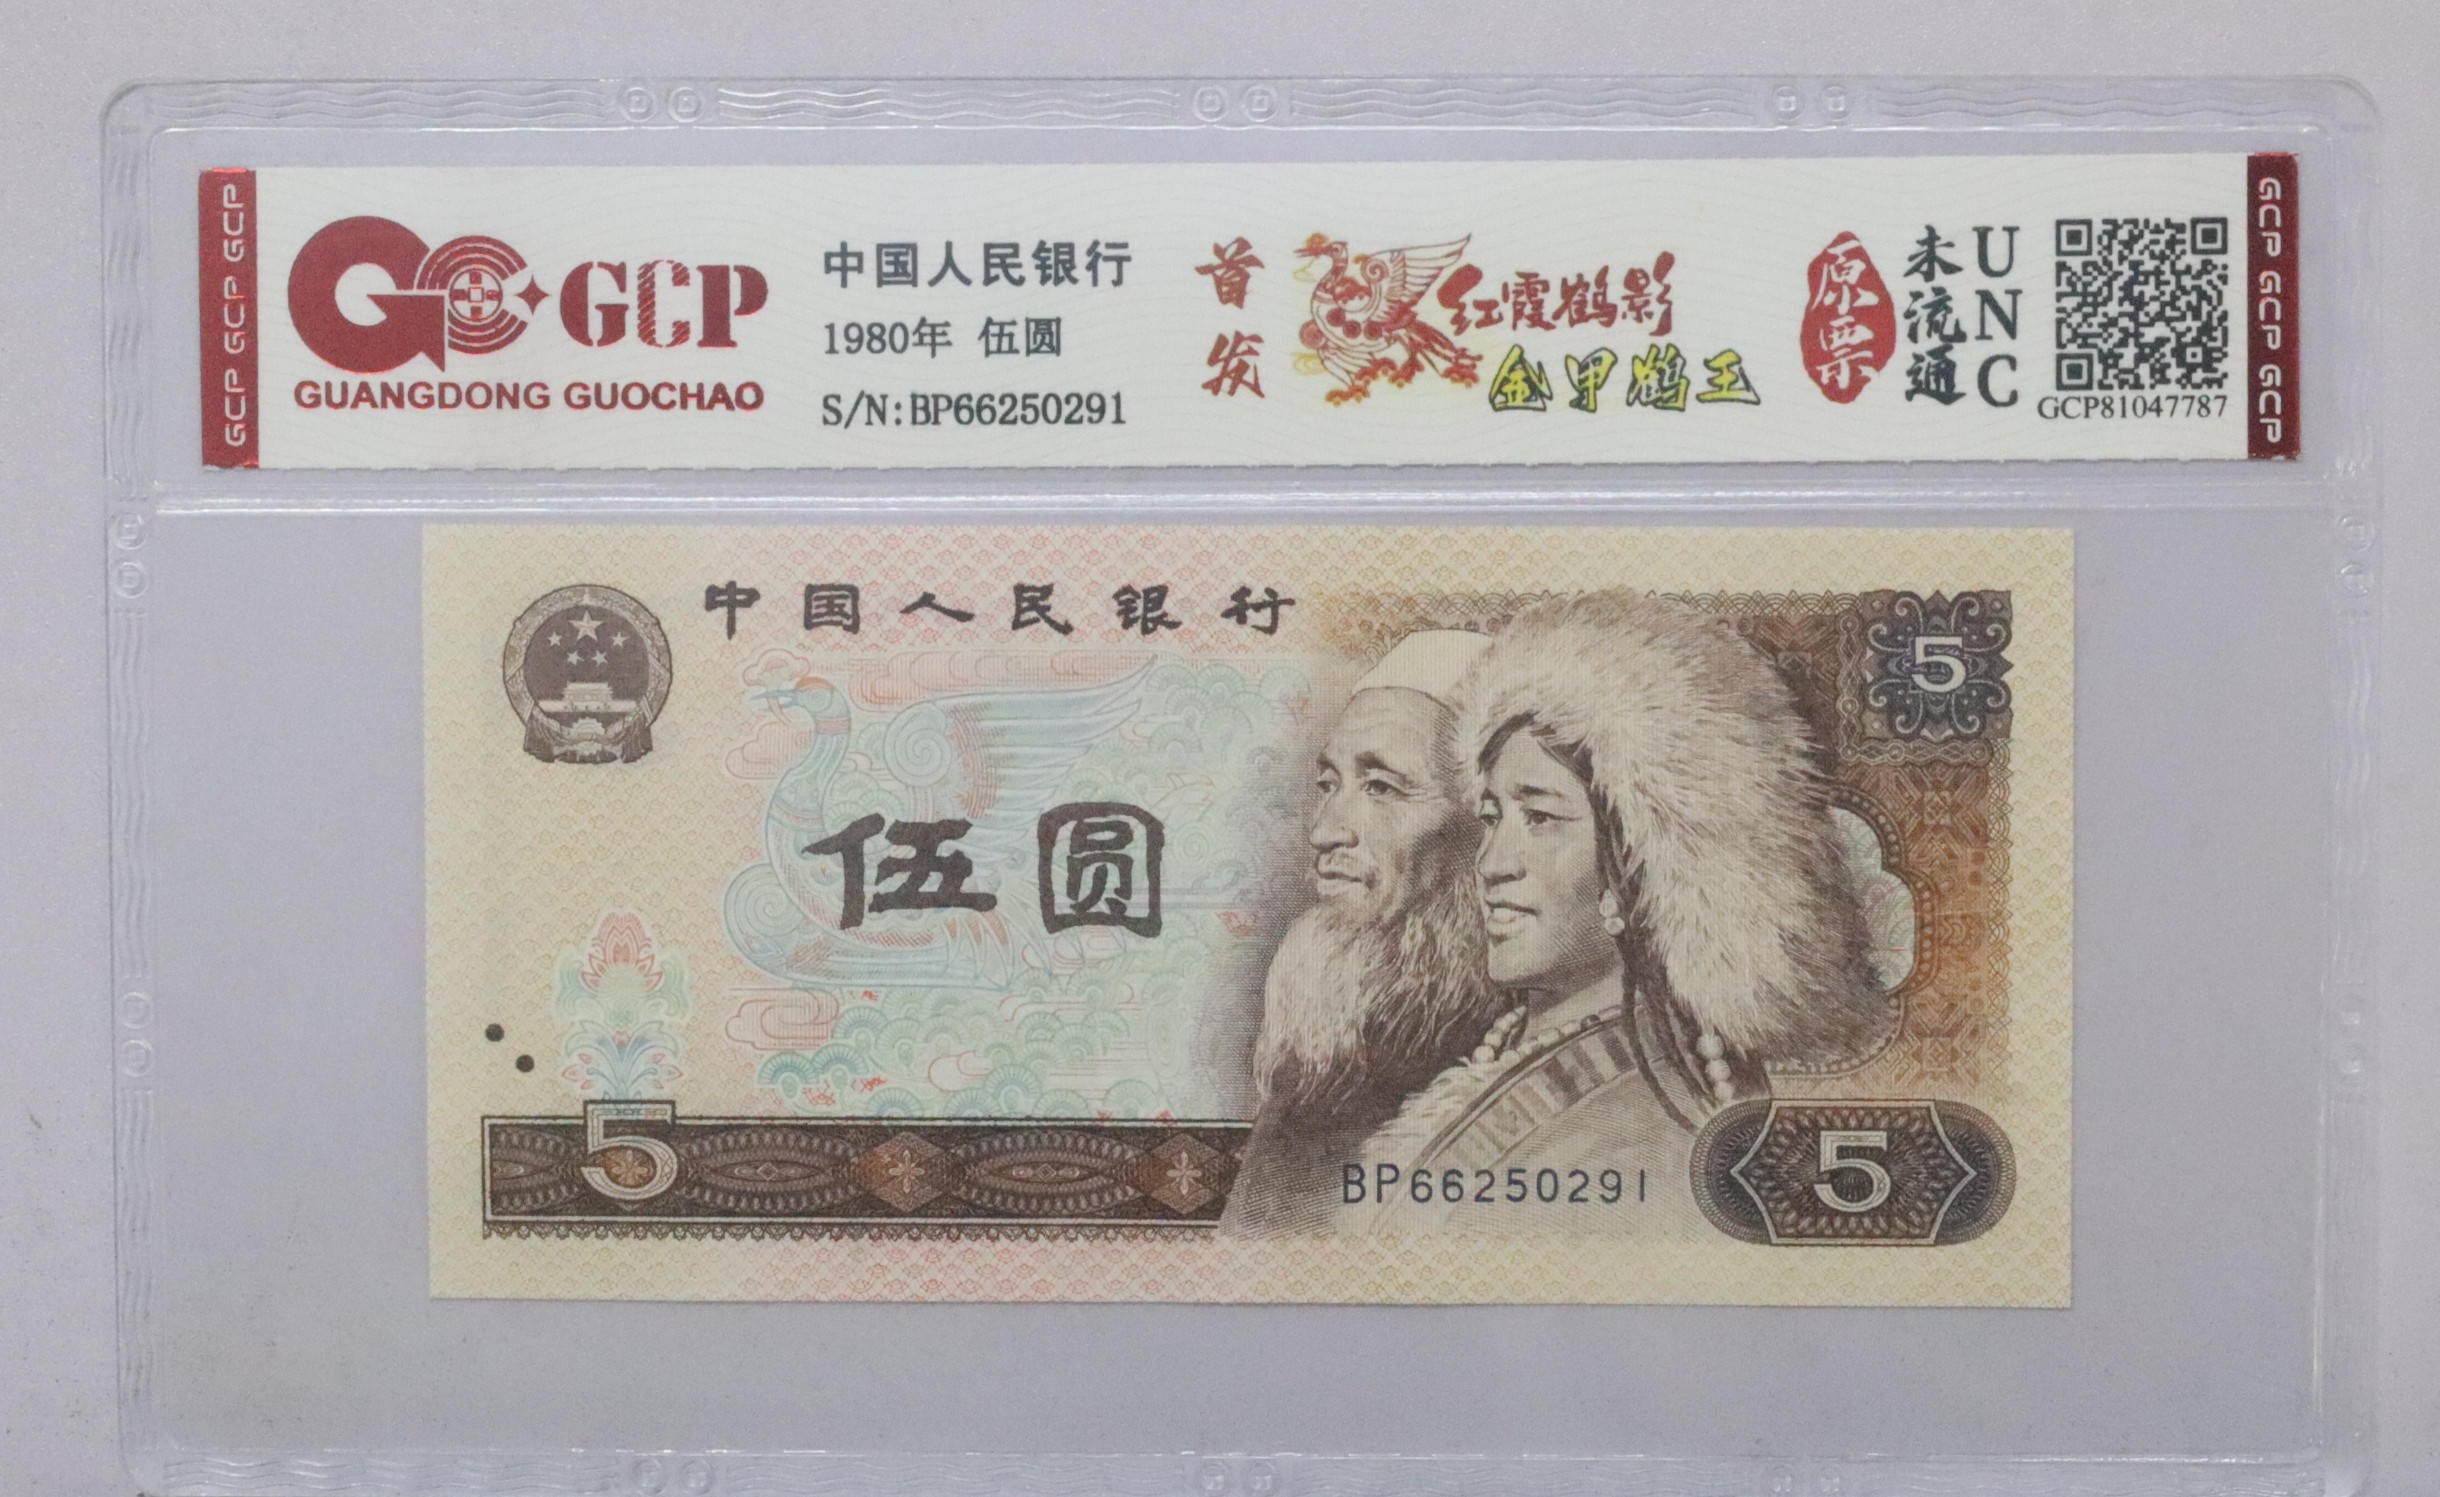 GCP GCP GCP
GCP
GUANGDONG GUOCHAO
中国人民银行
1980年 伍圆
S/N:BP66250291
首发
红霞鹤影
金甲鹤王
原票
未流通
UNC
GCP81047787
GCP GCP GCP
中国人民银行
5
伍圆
5
BP66250291
5